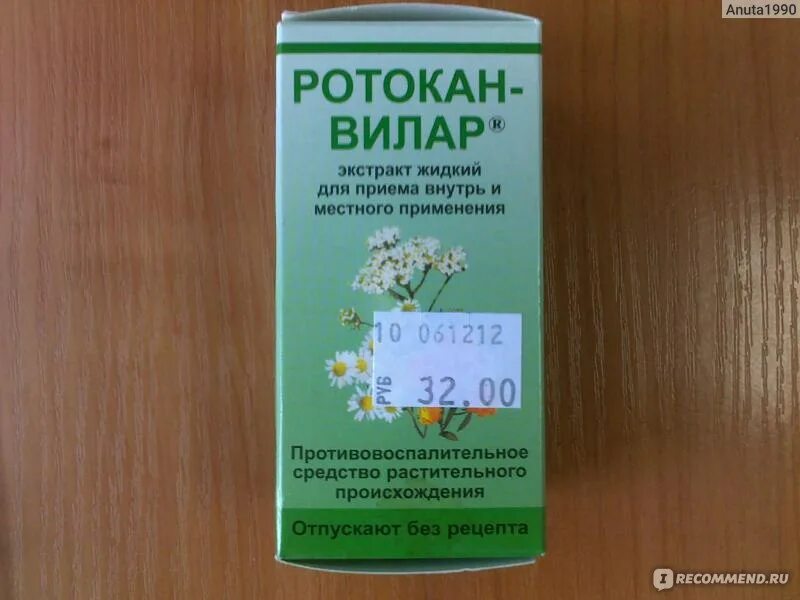 Anuta1990
РОТОКАН-
ВИЛАР®
экстракт жидкий
для приема внутрь и
местного применения
10 061212
РУБ 32.00
Противовоспалительное
средство растительного
происхождения
Отпускают без рецепта
IRECOMMEND.RU